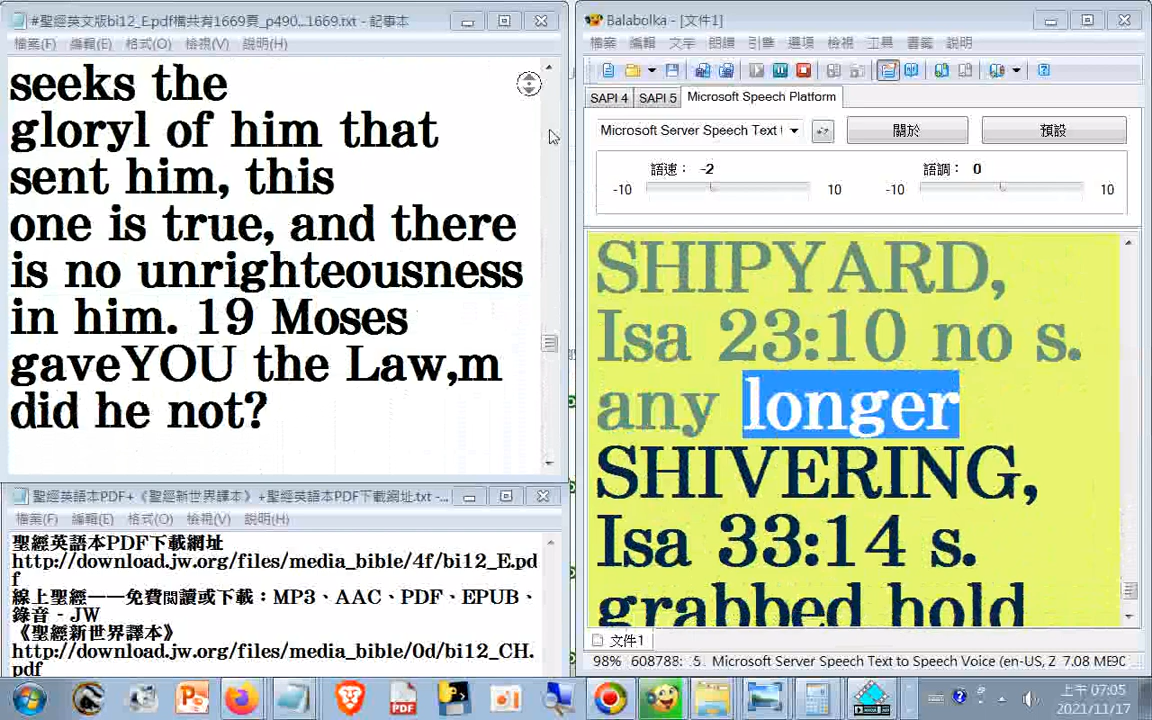 #聖經英文版bi12_E.pdf檔共有1669頁_p490,..1669.txt - 記事本
檔案(F) 編輯(E) 格式(O) 檢視(V) 說明(H)
seeks the
gloryl of him that
sent him, this
one is true, and there
is no unrighteousness
in him. 19 Moses
gaveYOU the Law,m
did he not?
聖經英語本PDF+《聖經新世界譯本》+聖經英語本PDF下載網址.txt -...
檔案(F) 編輯(E) 格式(O) 檢視(V) 說明(H)
聖經英語本PDF下載網址
http://download.jw.org/files/media_bible/4f/bi12_E.pd
f
線上聖經——免費閱讀或下載：MP3、AAC、PDF、EPUB、
錄音 - JW
《聖經新世界譯本》
http://download.jw.org/files/media_bible/0d/bi12_CH.
pdf
Balabolka - [文件1]
檔案 編輯 文字 朗讀 引擎 選項 檢視 工具 書籤 說明
SAPI 4 SAPI 5 Microsoft Speech Platform
Microsoft Server Speech Text 關於 預設
語速： -2 語調： 0
-10 10 -10 10
SHIPYARD,
Isa 23:10 no s.
any longer
SHIVERING,
Isa 33:14 s.
grabbed hold
文件1
98% 608788: 5. Microsoft Server Speech Text to Speech Voice (en-US, Z 7.08 МБ
PDF
上午 07:05
2021/11/17